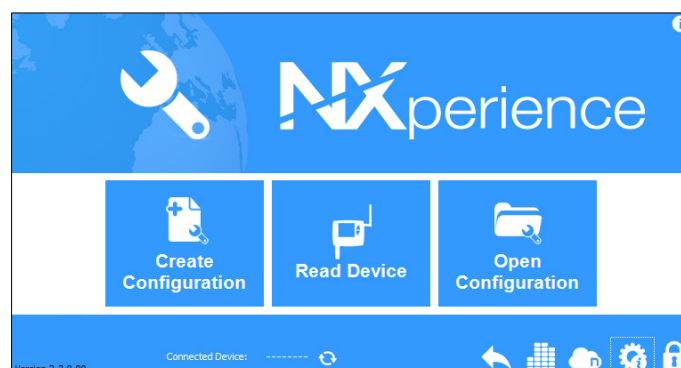 NXperience
Create
Configuration
Read Device
Open
Configuration
Connected Device: --------